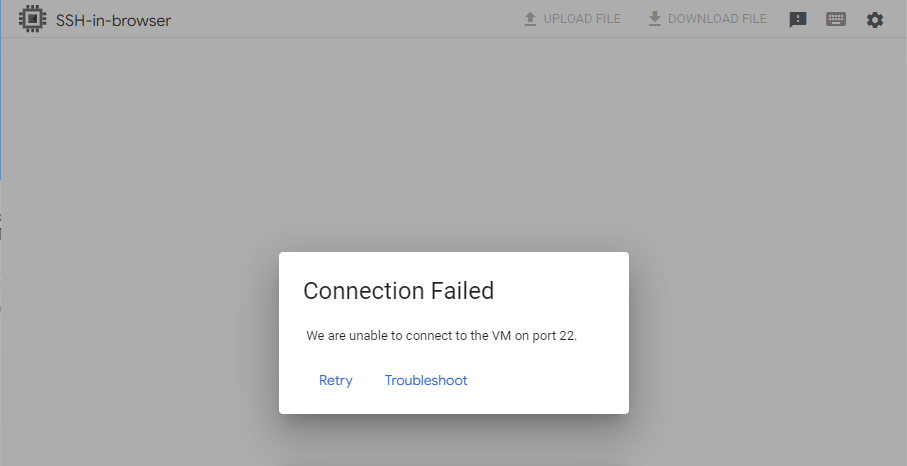 SSH-in-browser
UPLOAD FILE
DOWNLOAD FILE
Connection Failed
We are unable to connect to the VM on port 22.
Retry
Troubleshoot